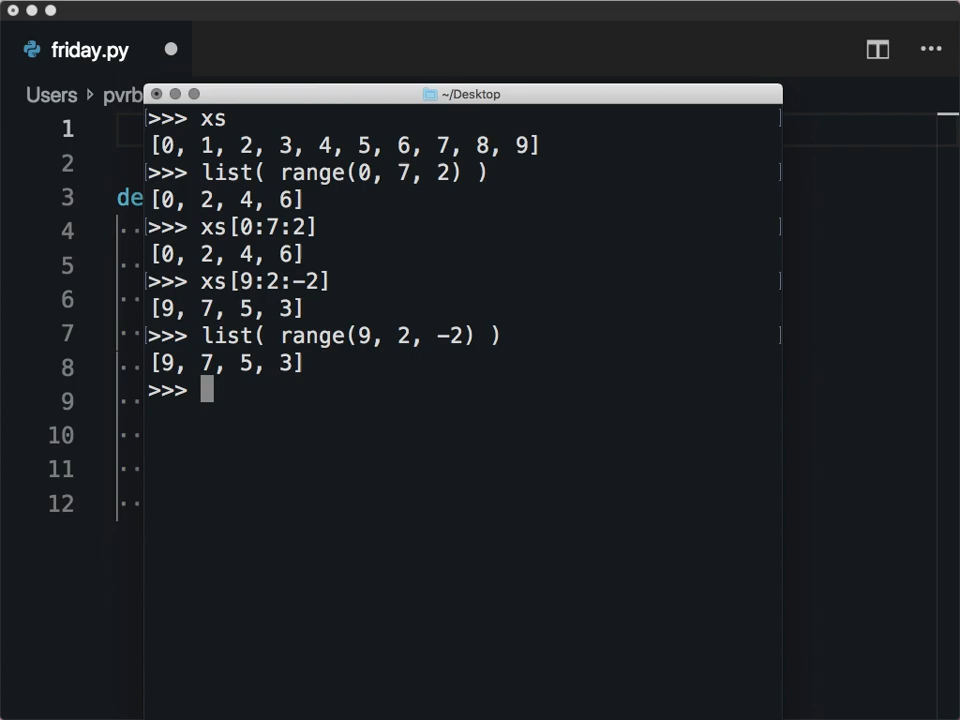 friday.py
Users pvrb
~/Desktop
1
2
3 de
4
5
6
7
8
9
10
11
12
>>> xs
[0, 1, 2, 3, 4, 5, 6, 7, 8, 9]
>>> list( range(0, 7, 2) )
[0, 2, 4, 6]
>>> xs[0:7:2]
[0, 2, 4, 6]
>>> xs[9:2:-2]
[9, 7, 5, 3]
>>> list( range(9, 2, -2) )
[9, 7, 5, 3]
>>>